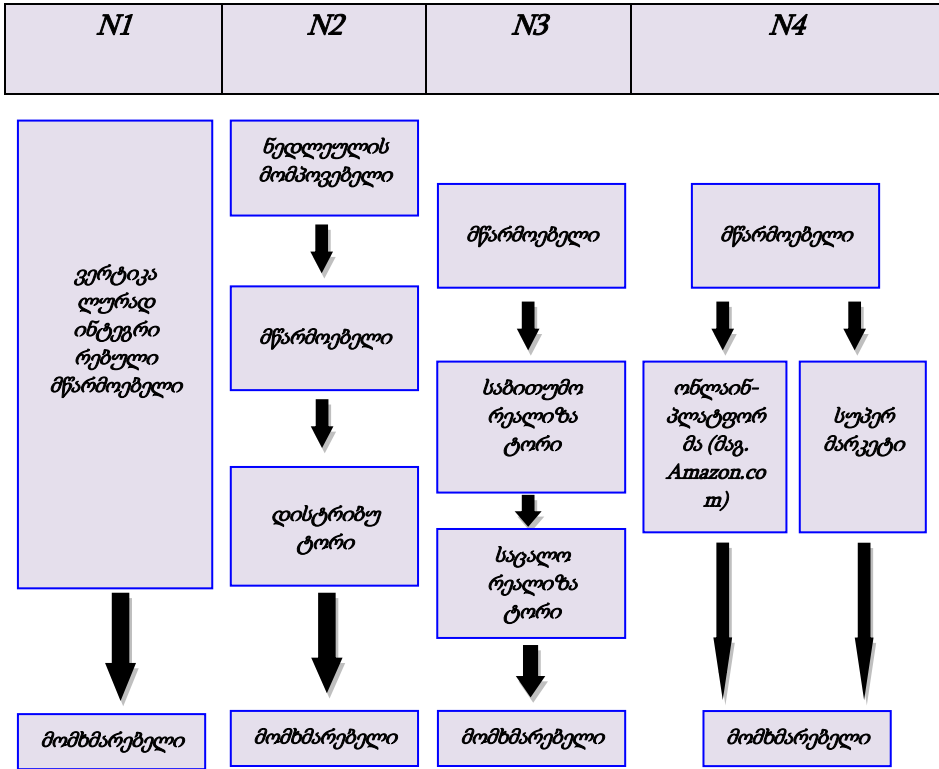 N1
N2
N3
N4
ვერტიკა
ლურად
ინტეგრი
რებული
მწარმოებელი
მომხმარებელი
ნედლეულის
მომპოვებელი
მწარმოებელი
დისტრიბუ
ტორი
მომხმარებელი
მწარმოებელი
საბითუმო
რეალიზა
ტორი
საცალო
რეალიზა
ტორი
მომხმარებელი
მწარმოებელი
ონლაინ-
პლატფორ
მა (მაგ.
Amazon.co
m)
სუპერ
მარკეტი
მომხმარებელი